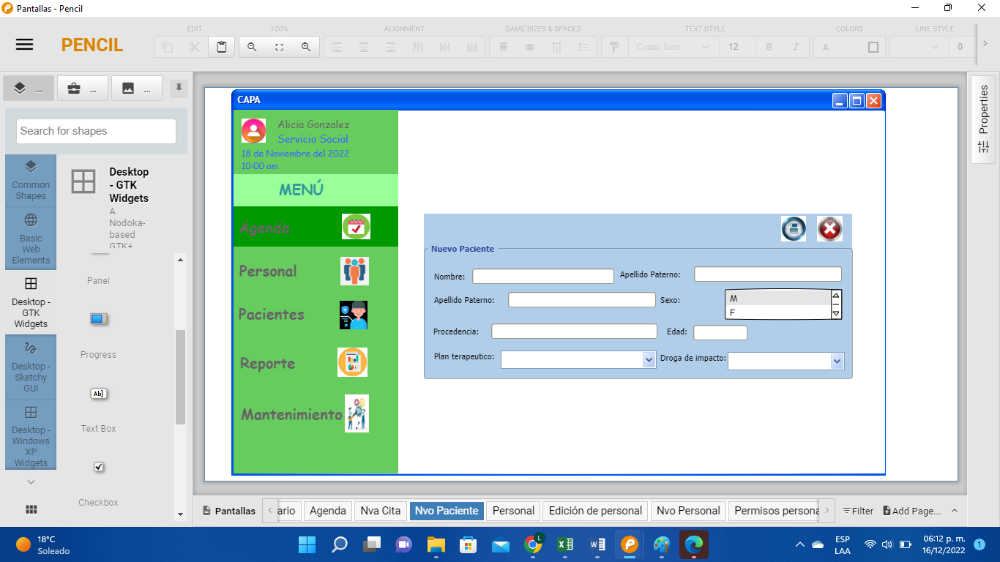 Pantallas - Pencil
PENCIL
EDIT
100%
ALIGNMENT
SAME SIZES & SPACES
TEXT STYLE
COLORS
LINE STYLE
'Comic Sans ...
12
B
I
A
0
...
...
...
Search for shapes
Common
Shapes
Basic
Web
Elements
Desktop -
GTK
Widgets
Desktop -
Sketchy
GUI
Desktop -
Windows
XP
Widgets
Desktop
- GTK
Widgets
A
Nodoka-
based
GTK+
Panel
Progress
Ab
Text Box
Checkbox
CAPA
Alicia Gonzalez
Servicio Social
18 de Noviembre del 2022
10:00 am
MENÚ
Agenda
Personal
Pacientes
Reporte
Mantenimiento
Nuevo Paciente
Nombre:
Apellido Paterno:
Apellido Paterno:
Sexo:
M
F
Procedencia:
Edad:
Plan terapeutico:
Droga de impacto:
Properties
Pantallas
ario
Agenda
Nva Cita
Nvo Paciente
Personal
Edición de personal
Nvo Personal
Permisos persona
Filter
Add Page...
18°C
Soleado
L
ESP
LAA
06:12 p. m.
16/12/2022
1